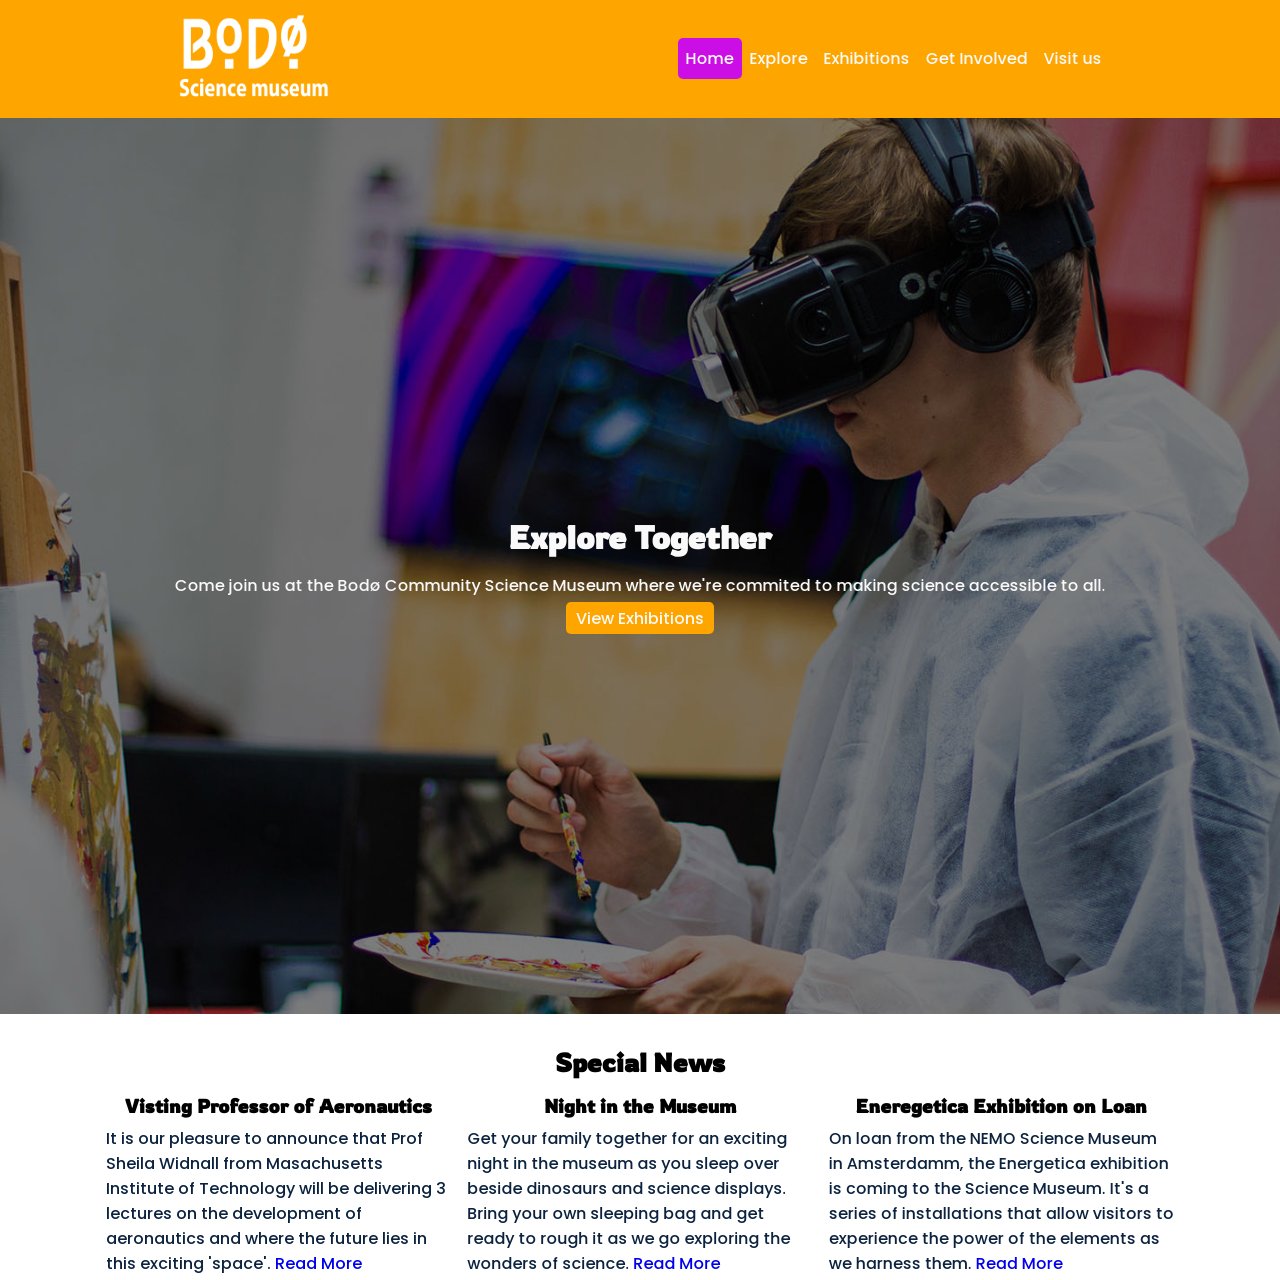 BODØ
Science museum
Home Explore Exhibitions Get Involved Visit us
Explore Together
Come join us at the Bodø Community Science Museum where we're commited to making science accessible to all.
View Exhibitions
Special News
Visting Professor of Aeronautics
It is our pleasure to announce that Prof
Sheila Widnall from Masachusetts
Institute of Technology will be delivering 3
lectures on the development of
aeronautics and where the future lies in
this exciting 'space'. Read More
Night in the Museum
Get your family together for an exciting
night in the museum as you sleep over
beside dinosaurs and science displays.
Bring your own sleeping bag and get
ready to rough it as we go exploring the
wonders of science. Read More
Eneregetica Exhibition on Loan
On loan from the NEMO Science Museum
in Amsterdamm, the Energetica exhibition
is coming to the Science Museum. It's a
series of installations that allow visitors to
experience the power of the elements as
we harness them. Read More